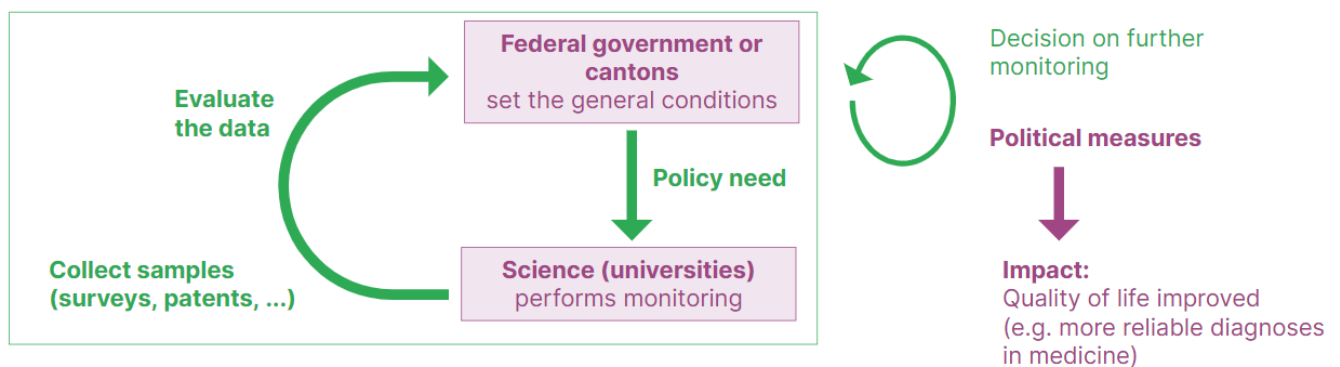 Federal government or
cantons
set the general conditions
Evaluate
the data
Policy need
Collect samples
(surveys, patents, ...)
Science (universities)
performs monitoring
Decision on further
monitoring
Political measures
Impact:
Quality of life improved
(e.g. more reliable diagnoses
in medicine)